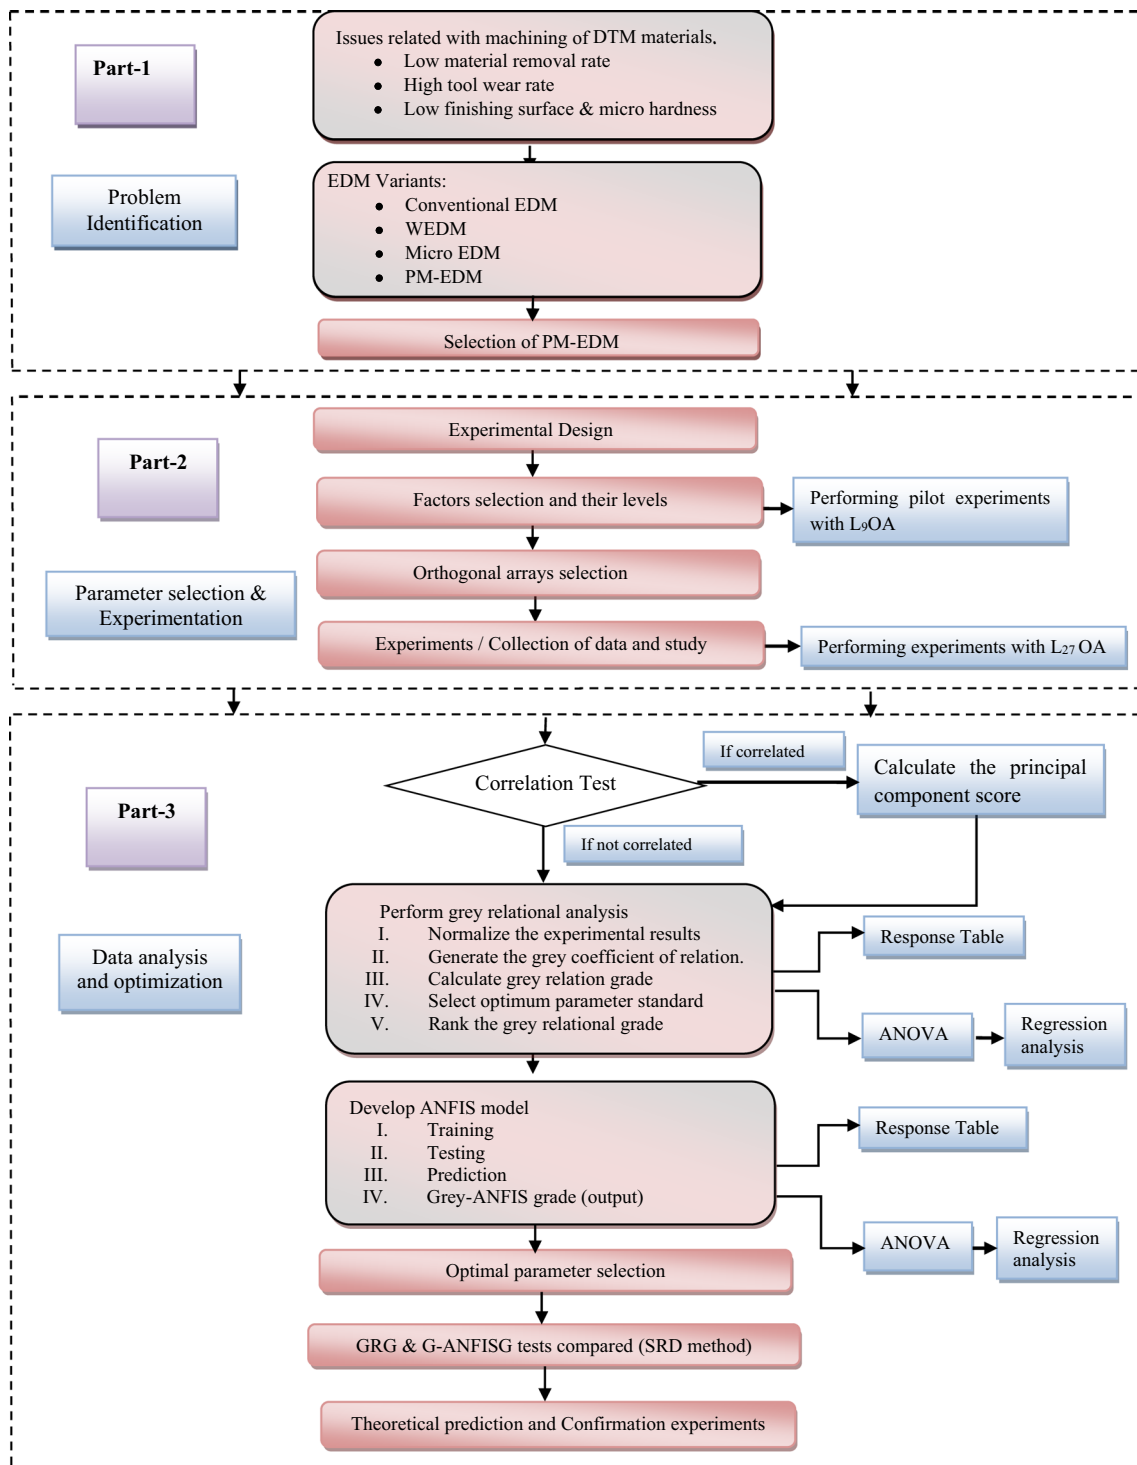 Part-1
Problem
Identification
Issues related with machining of DTM materials,
● Low material removal rate
● High tool wear rate
● Low finishing surface & micro hardness
EDM Variants:
● Conventional EDM
● WEDM
● Micro EDM
● PM-EDM
Selection of PM-EDM
Part-2
Parameter selection &
Experimentation
Experimental Design
Factors selection and their levels
Performing pilot experiments
with L₉OA
Orthogonal arrays selection
Experiments / Collection of data and study
Performing experiments with L₂₇ OA
Part-3
Data analysis
and optimization
Correlation Test
If correlated
Calculate the principal
component score
If not correlated
Perform grey relational analysis
I. Normalize the experimental results
II. Generate the grey coefficient of relation.
III. Calculate grey relation grade
IV. Select optimum parameter standard
V. Rank the grey relational grade
Response Table
ANOVA
Regression
analysis
Develop ANFIS model
I. Training
II. Testing
III. Prediction
IV. Grey-ANFIS grade (output)
Response Table
ANOVA
Regression
analysis
Optimal parameter selection
GRG & G-ANFISG tests compared (SRD method)
Theoretical prediction and Confirmation experiments